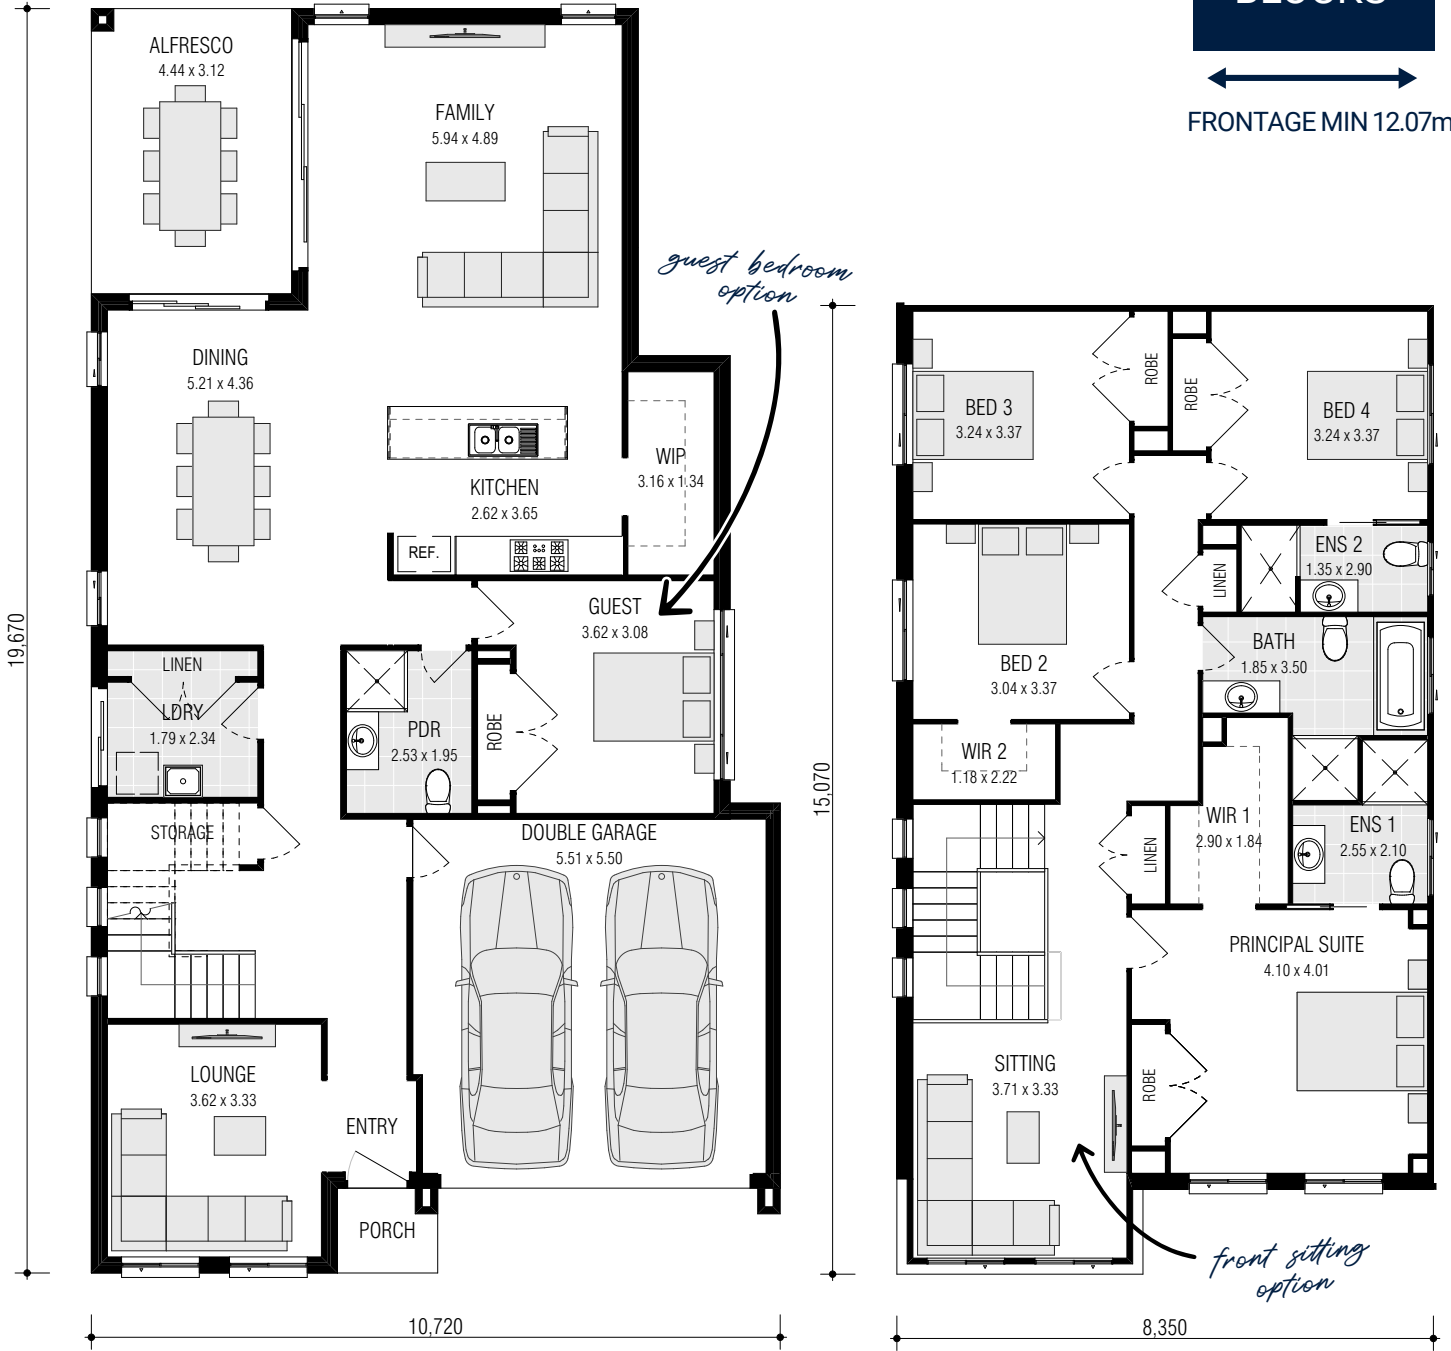 FRONTAGE MIN 12.07m
ALFRESCO
4.44 x 3.12
FAMILY
5.94 x 4.89
guest bedroom
option
DINING
5.21 x 4.36
WIP
3.16 x 1.34
KITCHEN
2.62 x 3.65
REF.
GUEST
3.62 x 3.08
LINEN
LDRY
1.79 x 2.34
PDR
2.53 x 1.95
ROBE
STORAGE
DOUBLE GARAGE
5.51 x 5.50
LOUNGE
3.62 x 3.33
ENTRY
PORCH
19,670
10,720
ROBE
ROBE
BED 3
3.24 x 3.37
BED 4
3.24 x 3.37
ENS 2
1.35 x 2.90
LINEN
BATH
1.85 x 3.50
BED 2
3.04 x 3.37
WIR 2
1.18 x 2.22
WIR 1
2.90 x 1.84
ENS 1
2.55 x 2.10
LINEN
PRINCIPAL SUITE
4.10 x 4.01
SITTING
3.71 x 3.33
ROBE
front sitting
option
15,070
8,350